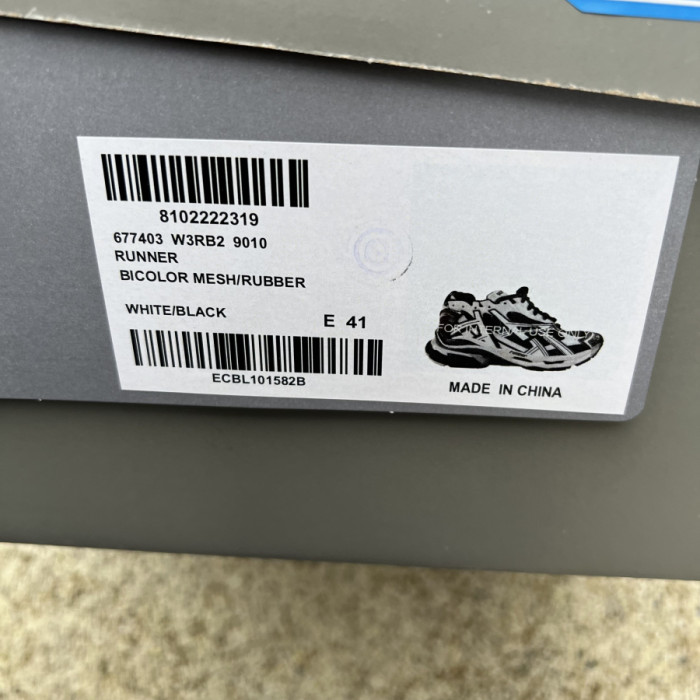 8102222319
677403 W3RB2 9010
RUNNER
BICOLOR MESH/RUBBER
WHITE/BLACK
E 41
ECBL101582B
FOR INTERNAL USE ONLY
MADE IN CHINA